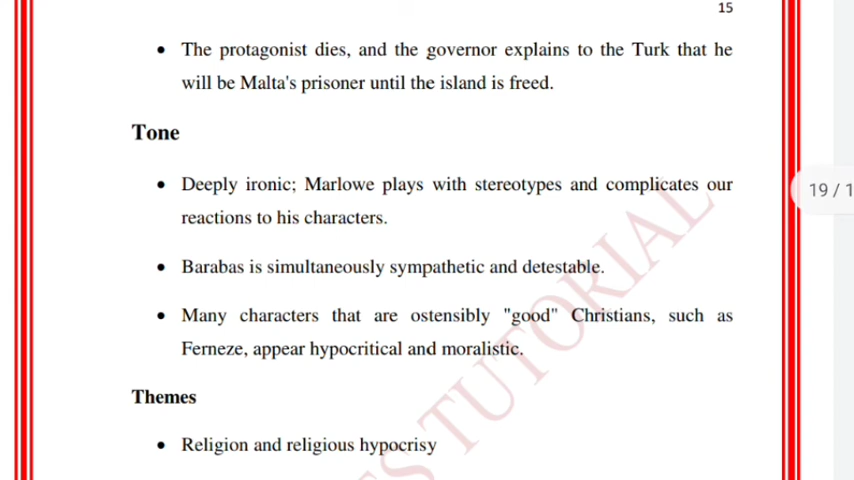 15
• The protagonist dies, and the governor explains to the Turk that he
will be Malta's prisoner until the island is freed.
Tone
• Deeply ironic; Marlowe plays with stereotypes and complicates our
reactions to his characters.
• Barabas is simultaneously sympathetic and detestable.
• Many characters that are ostensibly "good" Christians, such as
Ferneze, appear hypocritical and moralistic.
Themes
• Religion and religious hypocrisy
19 / 1
TUTORIAL